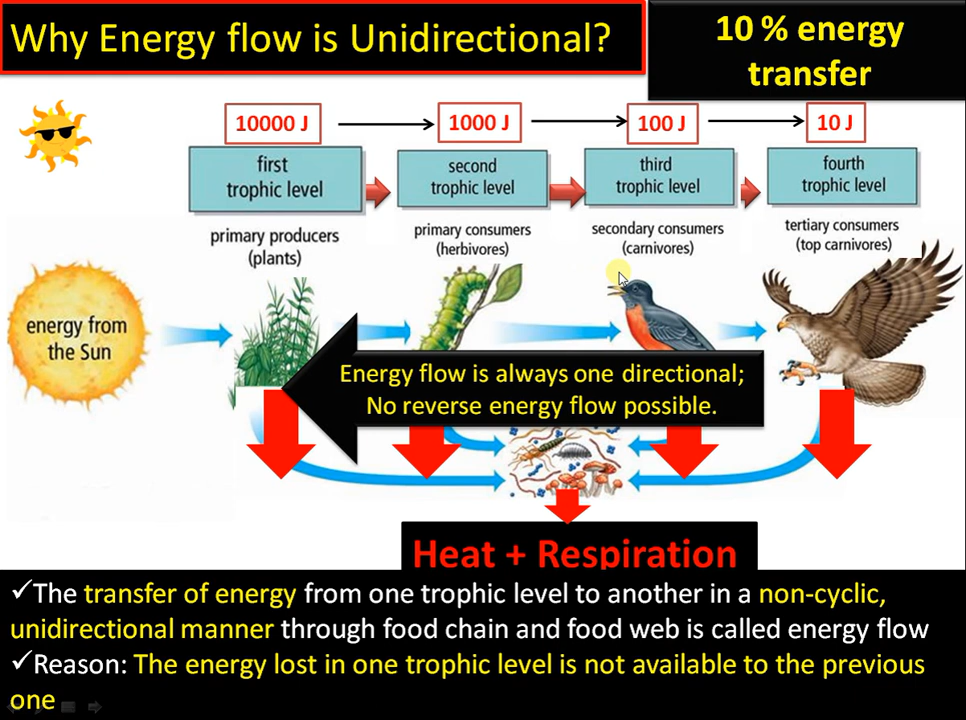 Why Energy flow is Unidirectional?
10 % energy
transfer
10000 J
1000 J
100 J
10 J
first
trophic level
second
trophic level
third
trophic level
fourth
trophic level
primary producers
(plants)
primary consumers
(herbivores)
secondary consumers
(carnivores)
tertiary consumers
(top carnivores)
energy from
the Sun
Energy flow is always one directional;
No reverse energy flow possible.
Heat + Respiration
✓The transfer of energy from one trophic level to another in a non-cyclic,
unidirectional manner through food chain and food web is called energy flow
✓Reason: The energy lost in one trophic level is not available to the previous
one